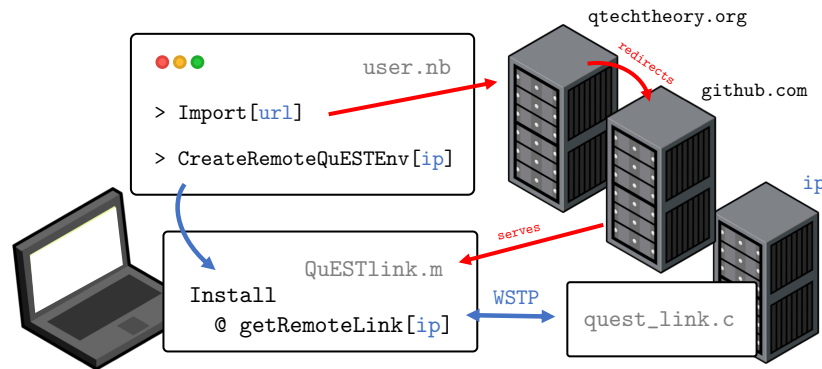 qtechtheory.org
redirects
user.nb
github.com
> Import[url]
> CreateRemoteQuESTEnv[ip]
ip
serves
QuESTlink.m
Install
@ getRemoteLink[ip]
WSTP
quest_link.c